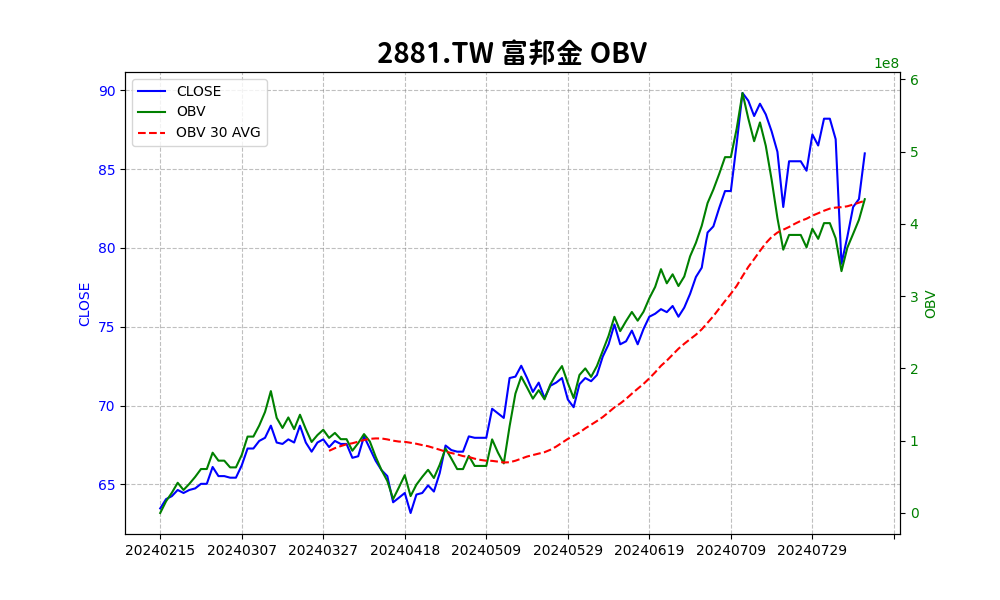 2881.TW 富邦金 OBV
1e8
CLOSE
OBV
OBV 30 AVG
90
85
80
75
70
65
CLOSE
6
5
4
3
2
1
0
OBV
20240215 20240307 20240327 20240418 20240509 20240529 20240619 20240709 20240729